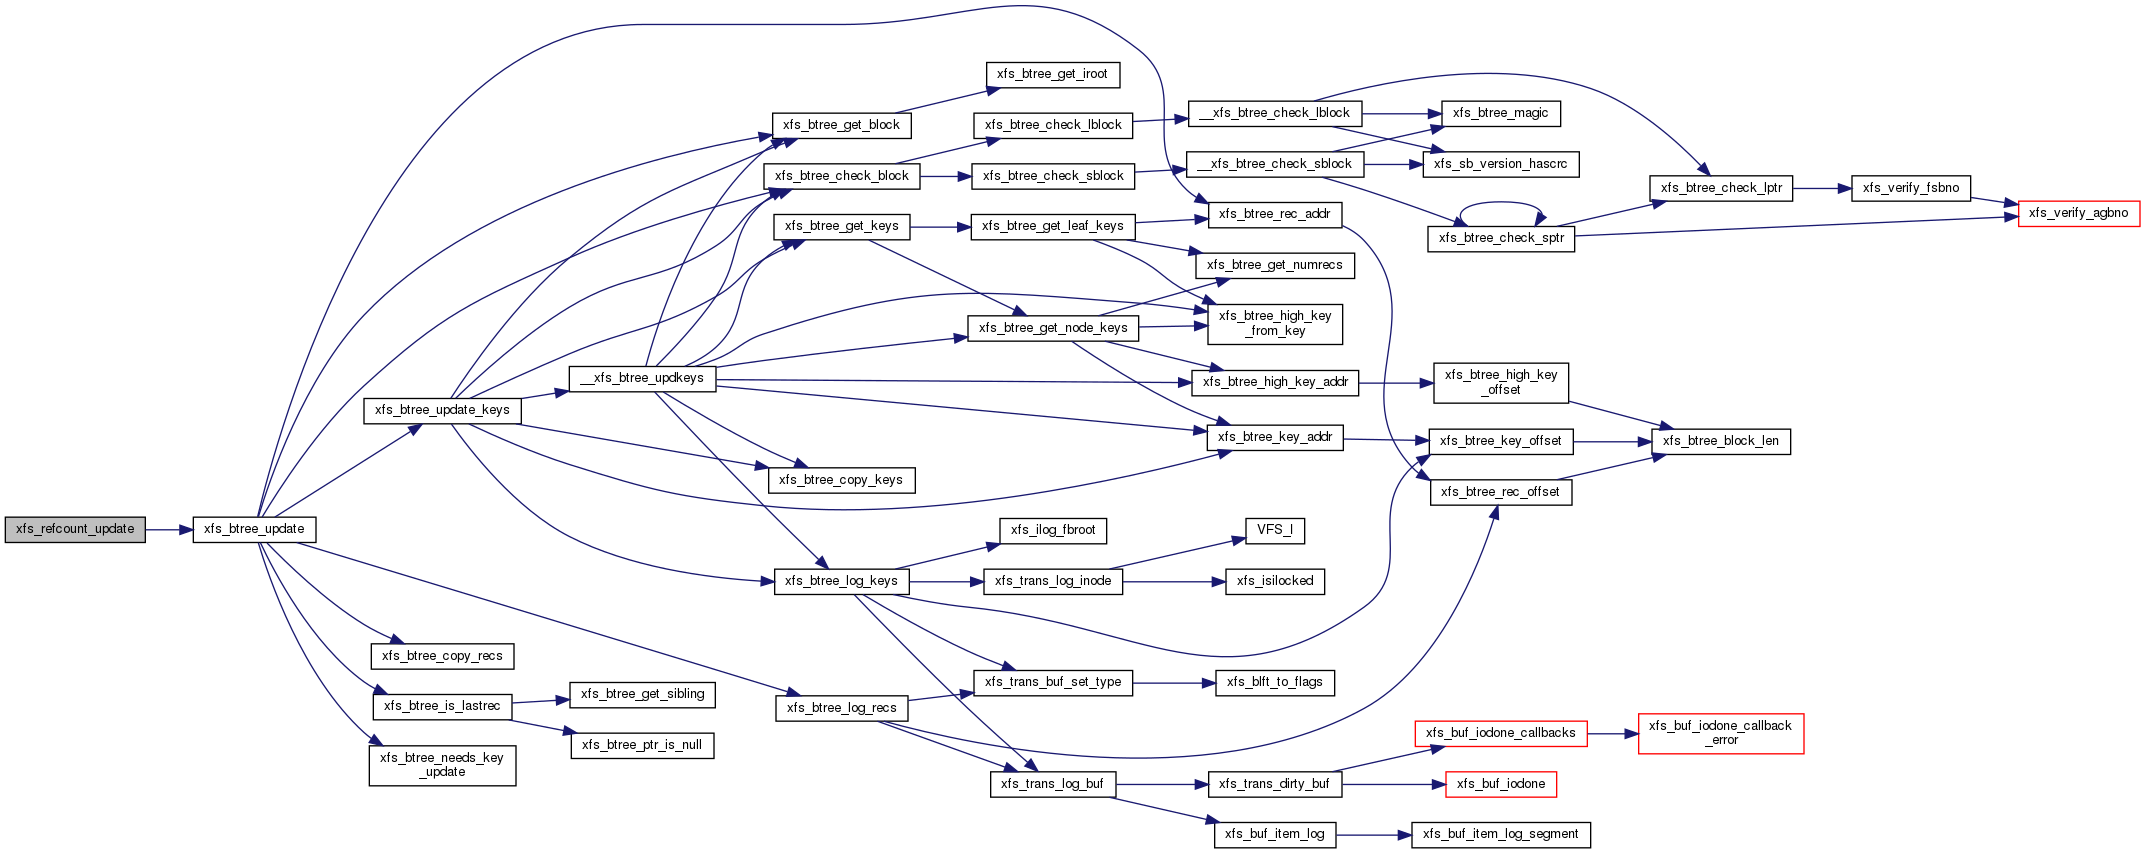 xfs_refcount_update
xfs_btree_update
xfs_btree_update_keys
xfs_btree_copy_recs
xfs_btree_is_lastrec
xfs_btree_needs_key
_update
__xfs_btree_updkeys
xfs_btree_get_sibling
xfs_btree_ptr_is_null
xfs_btree_get_block
xfs_btree_check_block
xfs_btree_get_keys
xfs_btree_copy_keys
xfs_btree_log_keys
xfs_btree_log_recs
xfs_btree_get_iroot
xfs_btree_check_lblock
xfs_btree_check_sblock
xfs_btree_get_leaf_keys
xfs_btree_get_node_keys
xfs_ilog_fbroot
xfs_trans_log_inode
xfs_trans_buf_set_type
xfs_trans_log_buf
__xfs_btree_check_lblock
__xfs_btree_check_sblock
xfs_btree_rec_addr
xfs_btree_get_numrecs
xfs_btree_high_key
_from_key
xfs_btree_high_key_addr
xfs_btree_key_addr
VFS_I
xfs_isilocked
xfs_blft_to_flags
xfs_trans_dirty_buf
xfs_buf_item_log
xfs_btree_magic
xfs_sb_version_hascrc
xfs_btree_check_sptr
xfs_btree_high_key
_offset
xfs_btree_key_offset
xfs_btree_rec_offset
xfs_buf_iodone_callbacks
xfs_buf_iodone
xfs_buf_item_log_segment
xfs_btree_check_lptr
xfs_btree_block_len
xfs_buf_iodone_callback
_error
xfs_verify_fsbno
xfs_verify_agbno